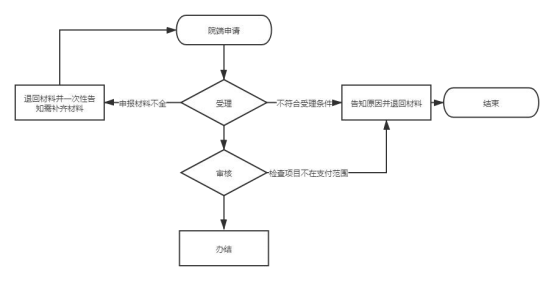 院端申请
退回材料并一次性告
知需补齐材料
申报材料不全
受理
不符合受理条件
告知原因并退回材料
结束
审核
检查项目不在支付范围
办结